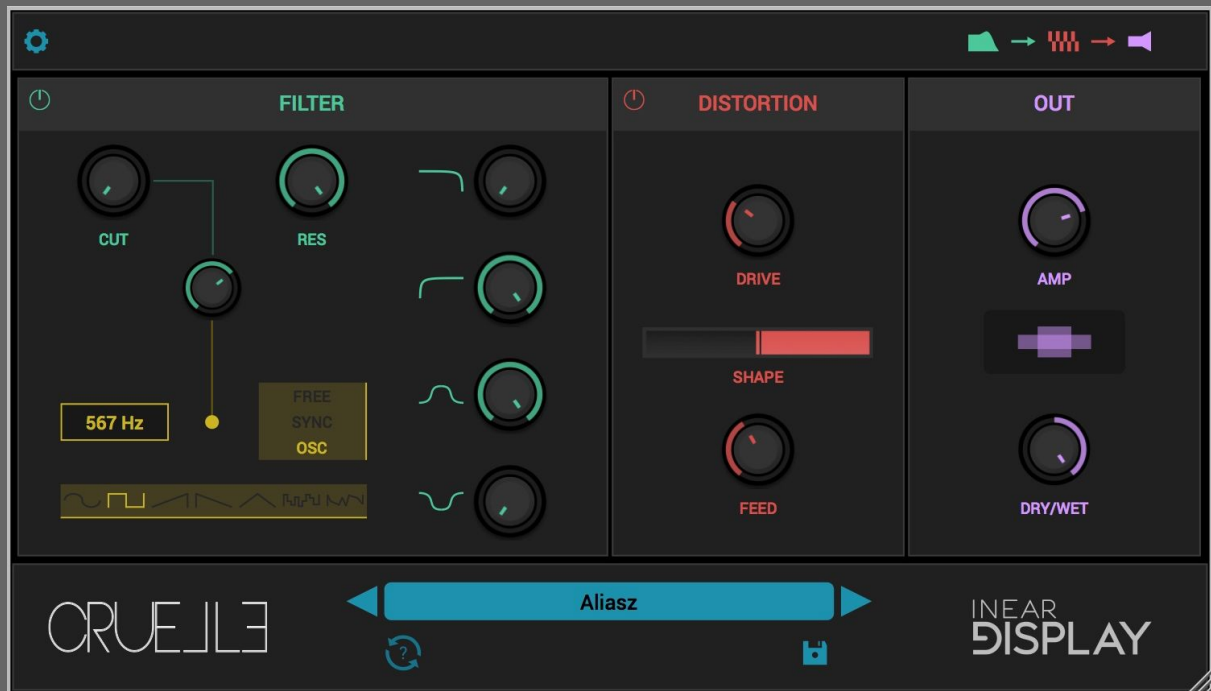 FILTER
DISTORTION
OUT
CUT
RES
DRIVE
AMP
SHAPE
FREE
SYNC
OSC
567 Hz
FEED
DRY/WET
CRUELLE
Aliasz
INEAR
DISPLAY
?